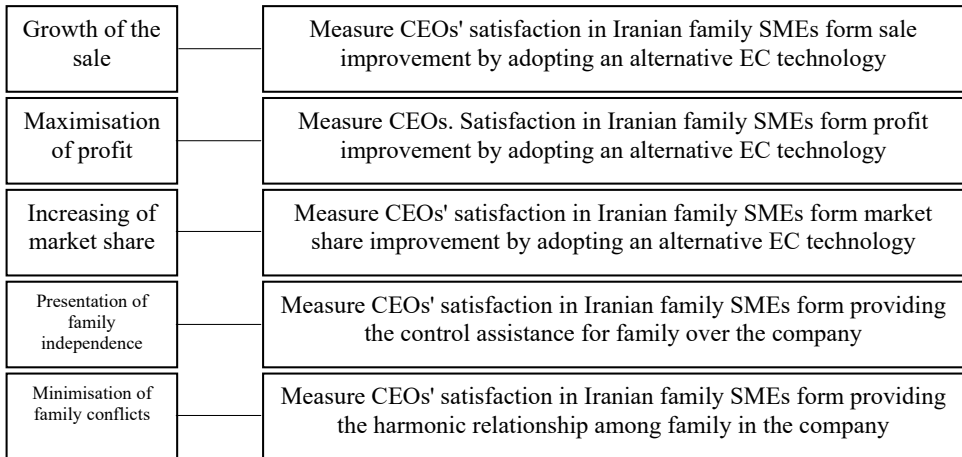 Growth of the
sale
Measure CEOs' satisfaction in Iranian family SMEs form sale
improvement by adopting an alternative EC technology
Maximisation
of profit
Measure CEOs. Satisfaction in Iranian family SMEs form profit
improvement by adopting an alternative EC technology
Increasing of
market share
Measure CEOs' satisfaction in Iranian family SMEs form market
share improvement by adopting an alternative EC technology
Presentation of
family
independence
Measure CEOs' satisfaction in Iranian family SMEs form providing
the control assistance for family over the company
Minimisation of
family conflicts
Measure CEOs' satisfaction in Iranian family SMEs form providing
the harmonic relationship among family in the company